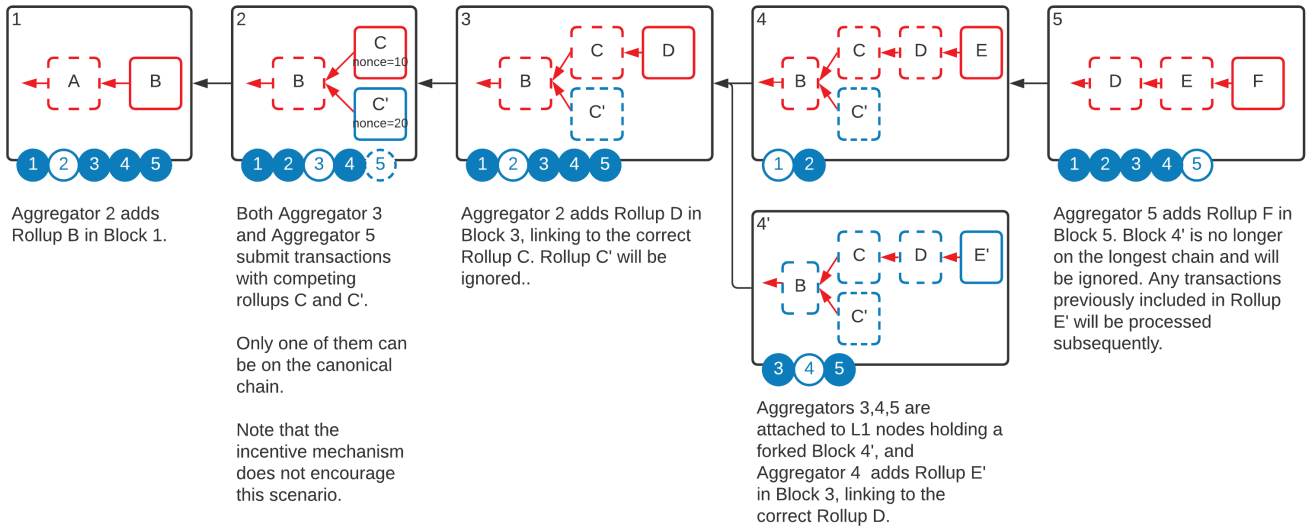 1
A
B
1 2 3 4 5
Aggregator 2 adds
Rollup B in Block 1.
2
B
C
nonce=10
C'
nonce=20
1 2 3 4 5
Both Aggregator 3
and Aggregator 5
submit transactions
with competing
rollups C and C'.
Only one of them can
be on the canonical
chain.
Note that the
incentive mechanism
does not encourage
this scenario.
3
B
C
D
C'
1 2 3 4 5
Aggregator 2 adds Rollup D in
Block 3, linking to the correct
Rollup C. Rollup C' will be
ignored..
4
B
C
D
E
C'
1 2
4'
B
C
D
E'
C'
3 4 5
Aggregators 3,4,5 are
attached to L1 nodes holding a
forked Block 4', and
Aggregator 4 adds Rollup E'
in Block 3, linking to the
correct Rollup D.
5
D
E
F
1 2 3 4 5
Aggregator 5 adds Rollup F in
Block 5. Block 4' is no longer
on the longest chain and will
be ignored. Any transactions
previously included in Rollup
E' will be processed
subsequently.